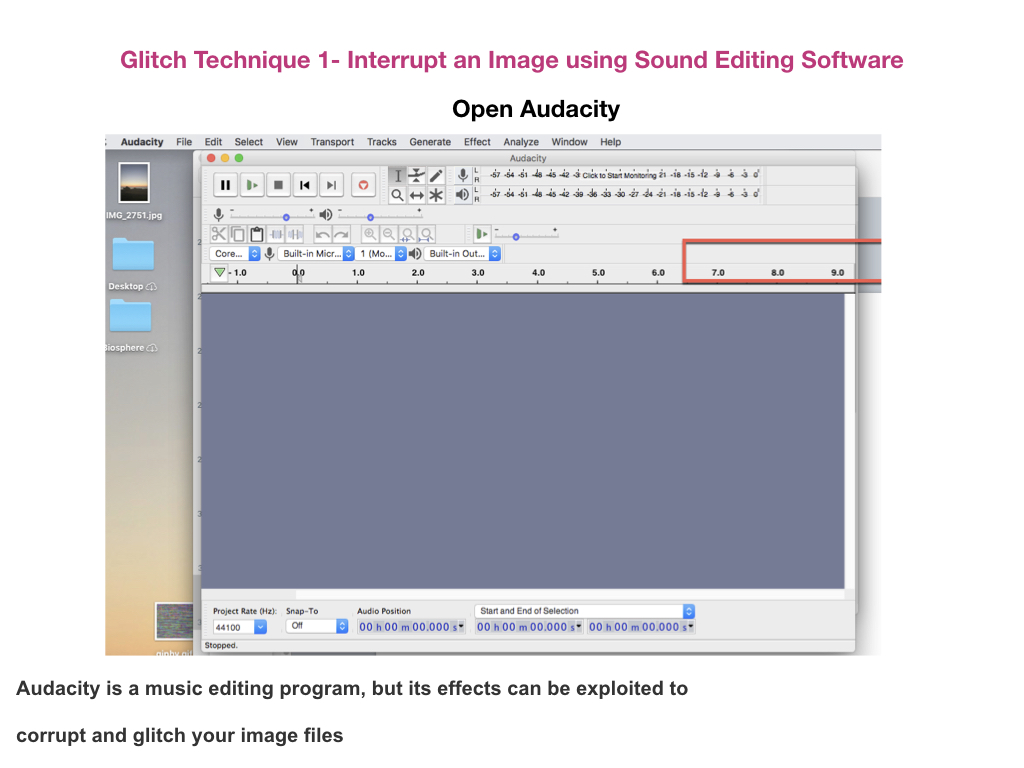 Glitch Technique 1- Interrupt an Image using Sound Editing Software
Open Audacity
Audacity File Edit Select View Transport Tracks Generate Effect Analyze Window Help
Audacity
IMG_2751.jpg
L
R
-57 -54 -51 -48 -45 -42 -3 Click to Start Monitoring 21 -18 -15 -12 -9 -6 -3 0
L
R
-57 -54 -51 -48 -45 -42 -39 -36 -33 -30 -27 -24 -21 -18 -15 -12 -9 -6 -3 0
- +
- +
- +
Core... Built-in Micr... 1 (Mo... Built-in Out...
- 1.0 0.0 1.0 2.0 3.0 4.0 5.0 6.0 7.0 8.0 9.0
Desktop
diosphere
Project Rate (Hz): Snap-To Audio Position Start and End of Selection
44100 Off 00 h 00 m 00.000 s 00 h 00 m 00.000 s 00 h 00 m 00.000 s
Stopped.
Audacity is a music editing program, but its effects can be exploited to
corrupt and glitch your image files